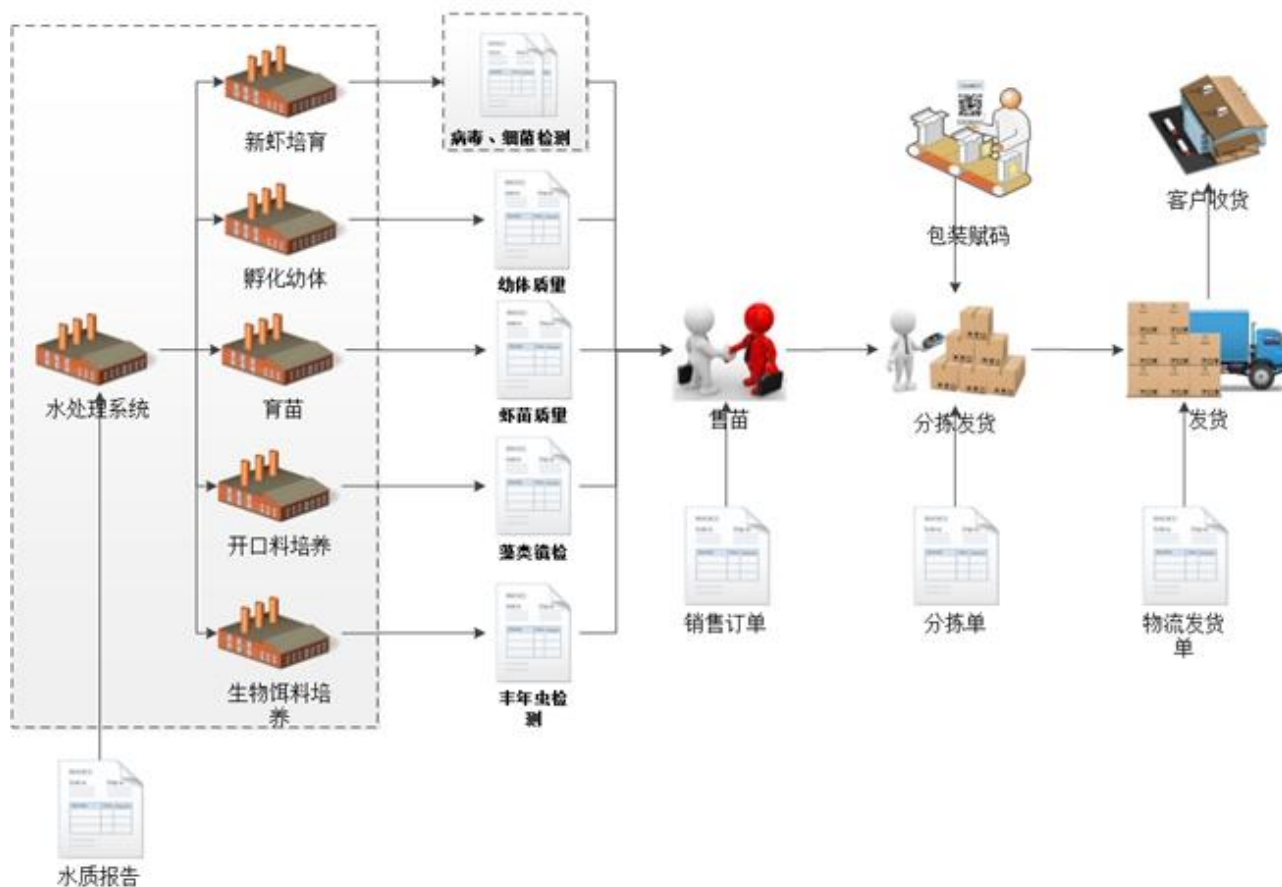 新虾培育
病毒、细菌检测
孵化幼体
幼体质量
水处理系统
育苗
虾苗质量
开口料培养
藻类镜检
生物饵料培
养
丰年虫检
测
水质报告
售苗
销售订单
包装赋码
分拣发货
分拣单
客户收货
发货
物流发货
单